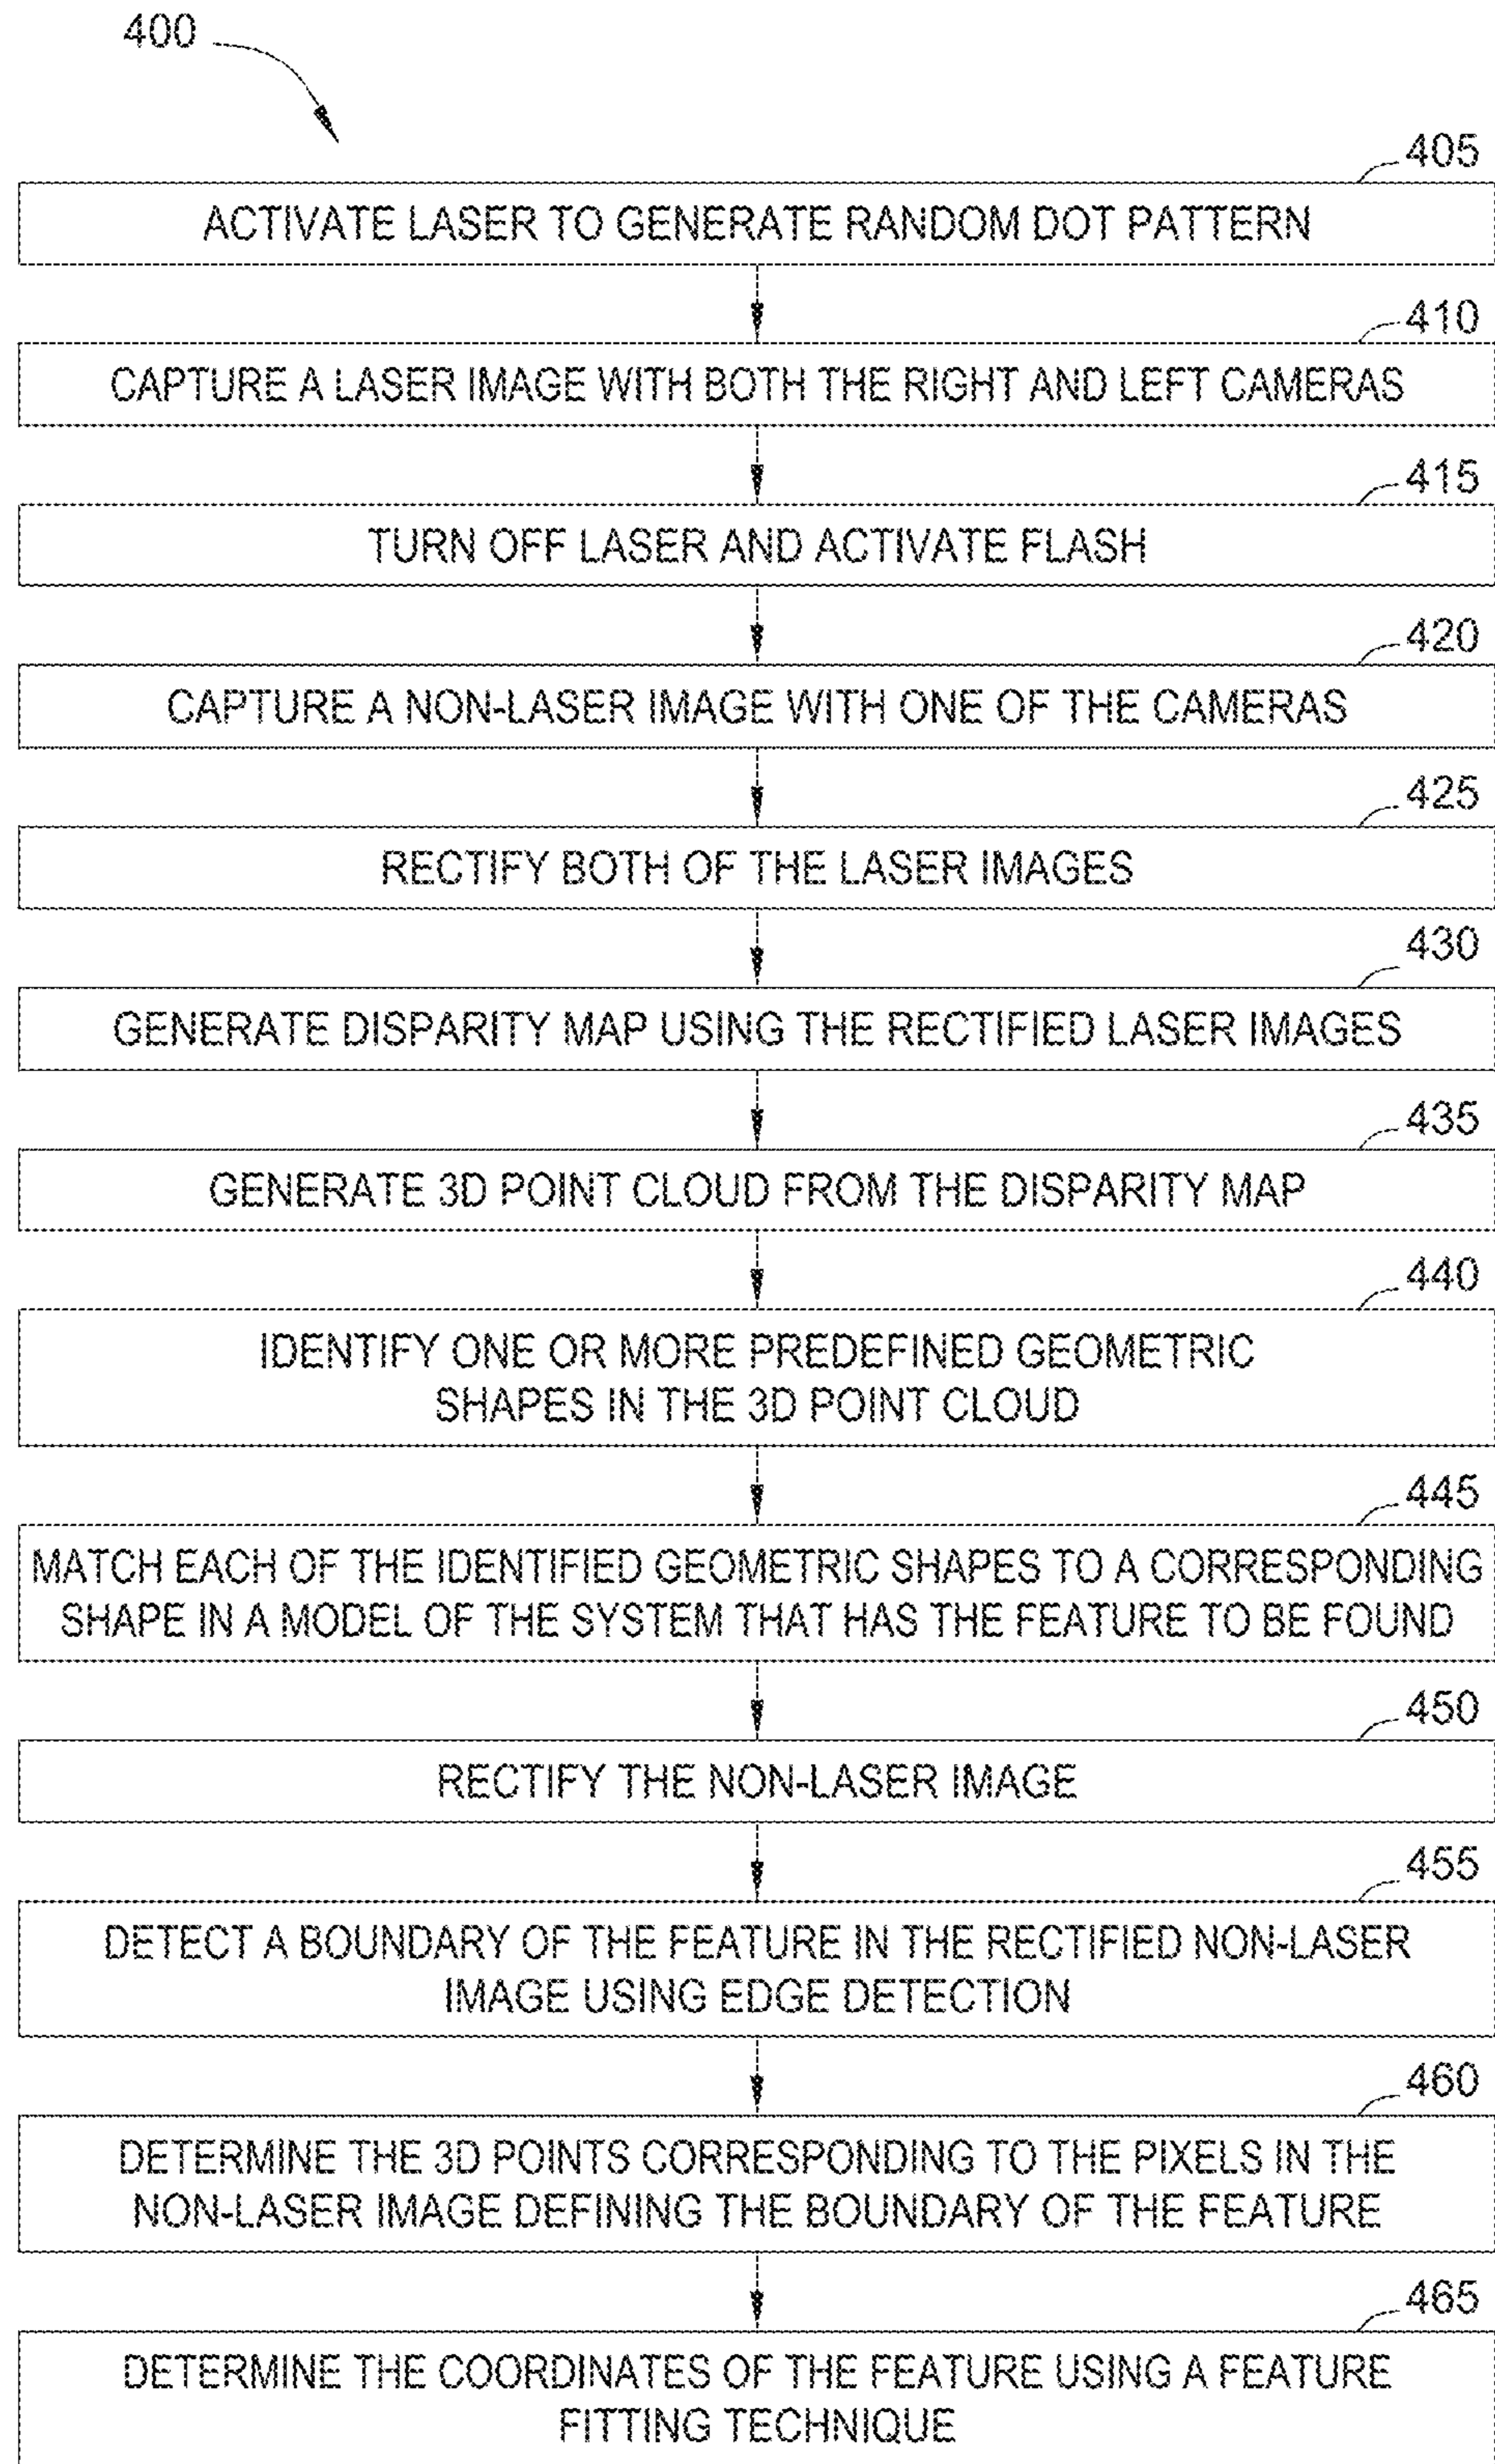 400
405
ACTIVATE LASER TO GENERATE RANDOM DOT PATTERN
410
CAPTURE A LASER IMAGE WITH BOTH THE RIGHT AND LEFT CAMERAS
415
TURN OFF LASER AND ACTIVATE FLASH
420
CAPTURE A NON-LASER IMAGE WITH ONE OF THE CAMERAS
425
RECTIFY BOTH OF THE LASER IMAGES
430
GENERATE DISPARITY MAP USING THE RECTIFIED LASER IMAGES
435
GENERATE 3D POINT CLOUD FROM THE DISPARITY MAP
440
IDENTIFY ONE OR MORE PREDEFINED GEOMETRIC
SHAPES IN THE 3D POINT CLOUD
445
MATCH EACH OF THE IDENTIFIED GEOMETRIC SHAPES TO A CORRESPONDING
SHAPE IN A MODEL OF THE SYSTEM THAT HAS THE FEATURE TO BE FOUND
450
RECTIFY THE NON-LASER IMAGE
455
DETECT A BOUNDARY OF THE FEATURE IN THE RECTIFIED NON-LASER
IMAGE USING EDGE DETECTION
460
DETERMINE THE 3D POINTS CORRESPONDING TO THE PIXELS IN THE
NON-LASER IMAGE DEFINING THE BOUNDARY OF THE FEATURE
465
DETERMINE THE COORDINATES OF THE FEATURE USING A FEATURE
FITTING TECHNIQUE